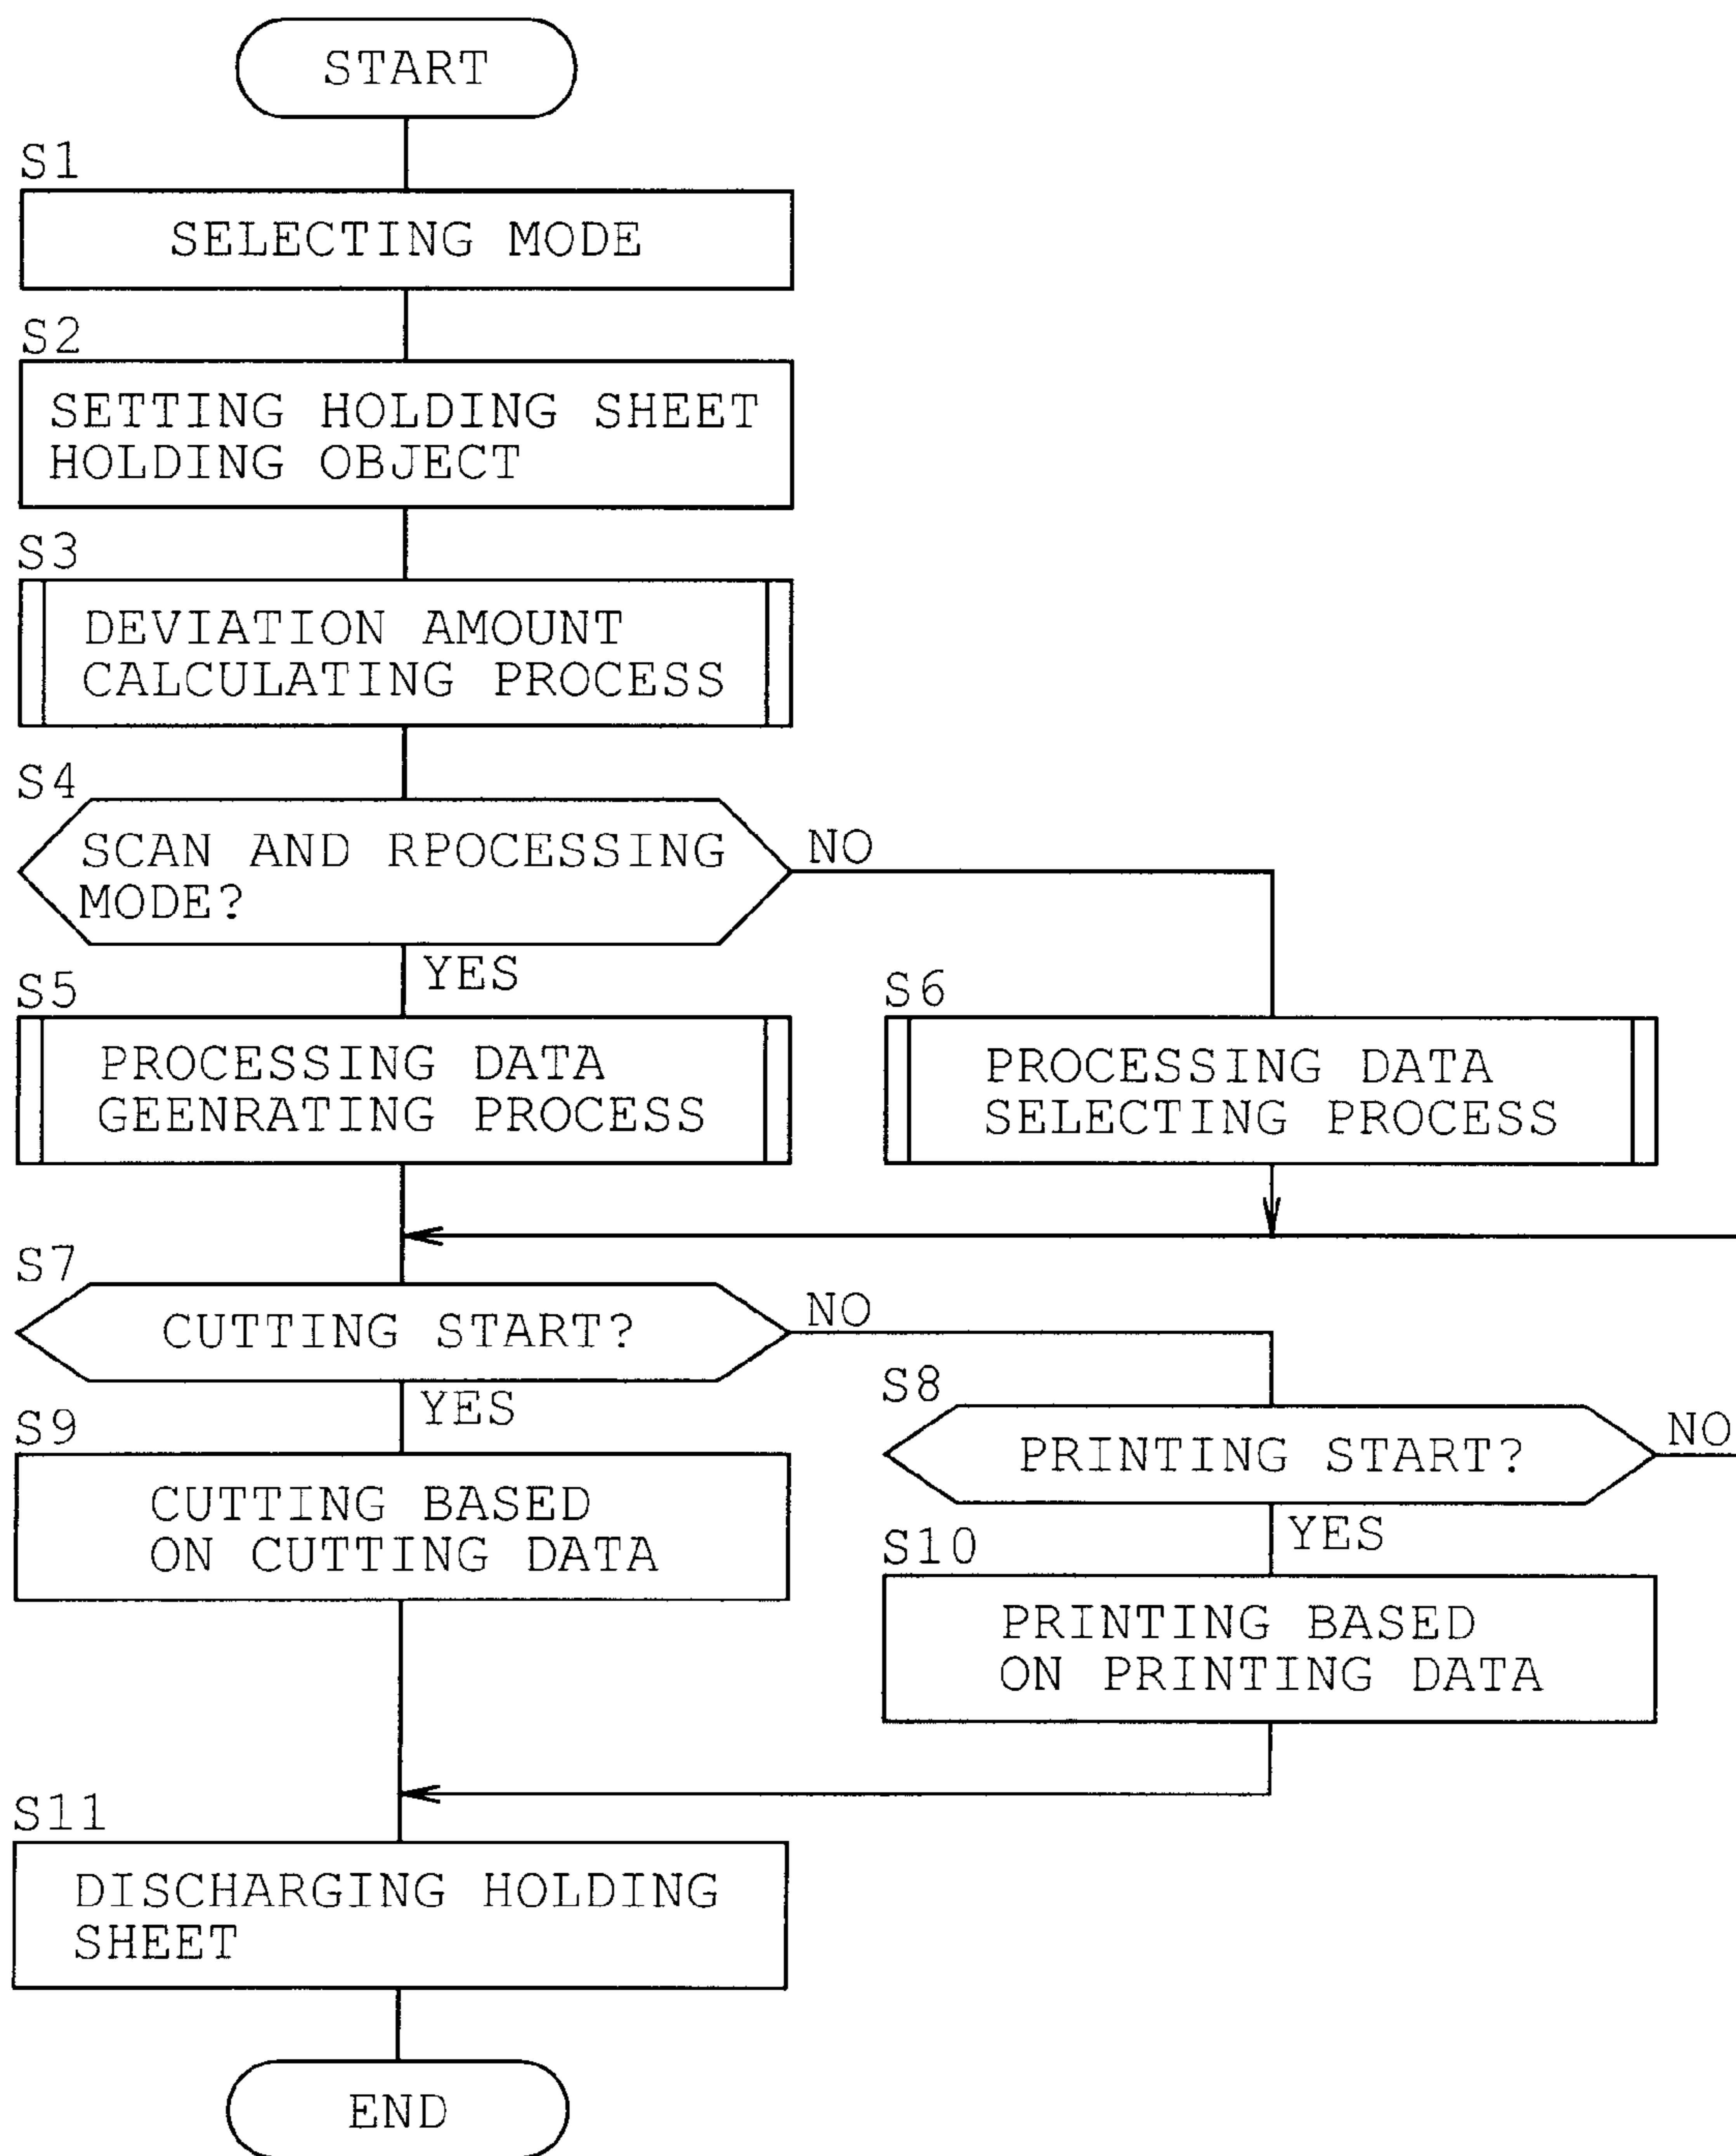 START
S1
SELECTING MODE
S2
SETTING HOLDING SHEET
HOLDING OBJECT
S3
DEVIATION AMOUNT
CALCULATING PROCESS
S4
SCAN AND RPOCESSING
MODE?
NO
YES
S5
PROCESSING DATA
GEENRATING PROCESS
S6
PROCESSING DATA
SELECTING PROCESS
S7
CUTTING START?
NO
YES
S8
PRINTING START?
NO
YES
S9
CUTTING BASED
ON CUTTING DATA
S10
PRINTING BASED
ON PRINTING DATA
S11
DISCHARGING HOLDING
SHEET
END